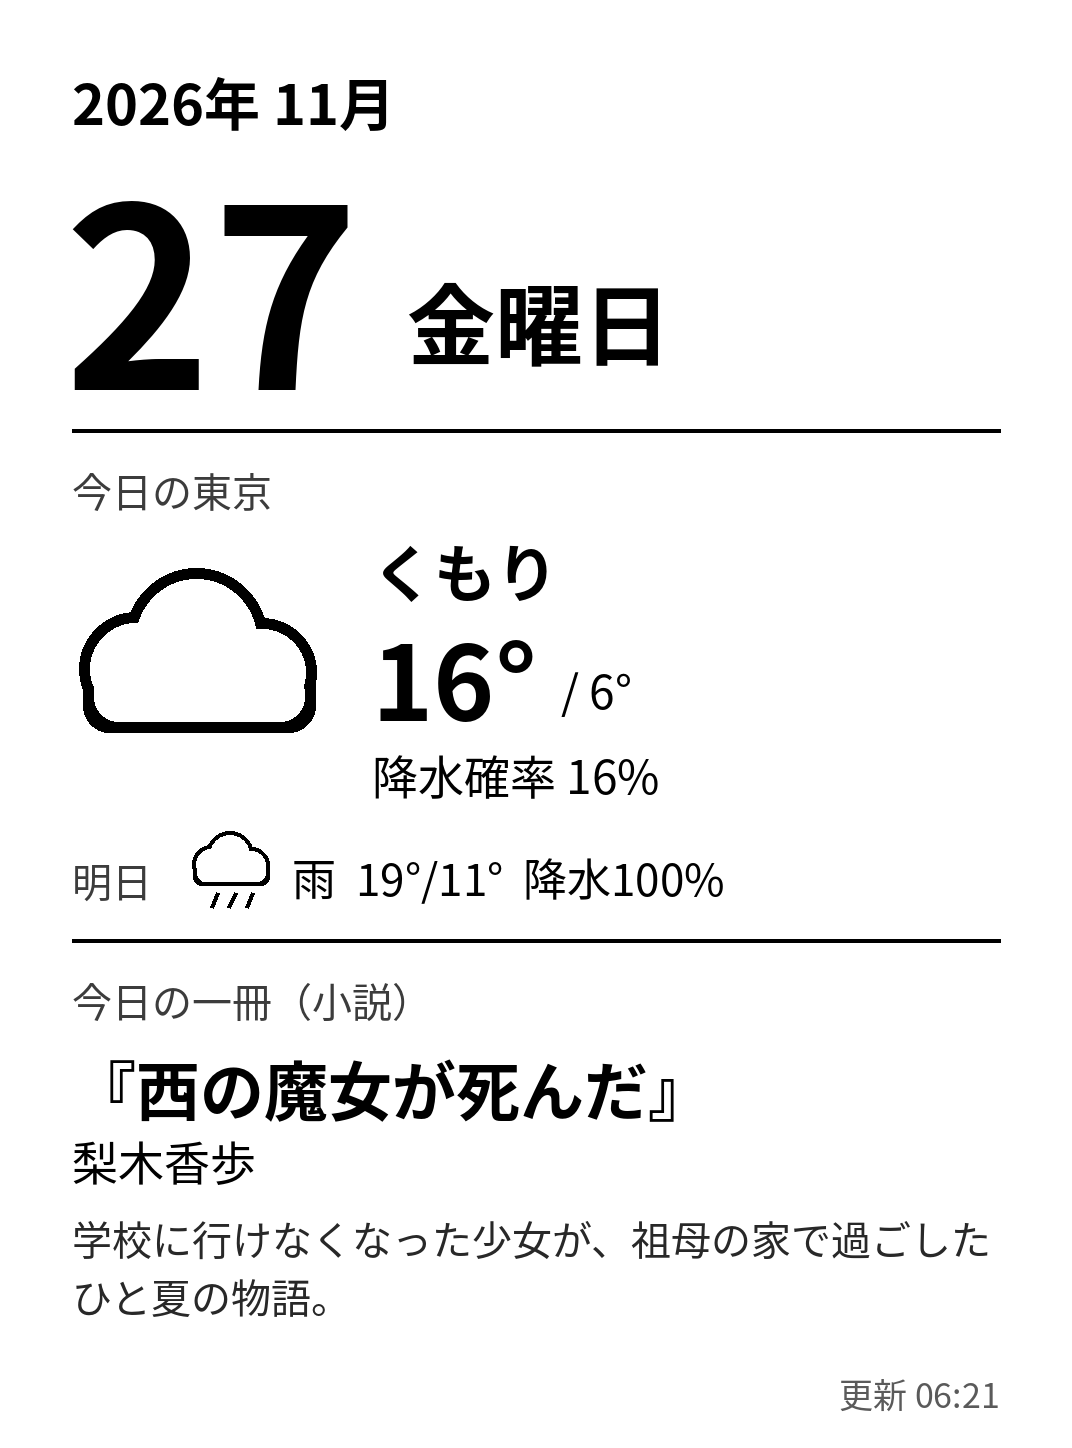 2026年 11月
27 金曜日
今日の東京
くもり
16° / 6°
降水確率 16%
明日 雨 19°/11° 降水100%
今日の一冊（小説）
『西の魔女が死んだ』
梨木香歩
学校に行けなくなった少女が、祖母の家で過ごした
ひと夏の物語。
更新 06:21